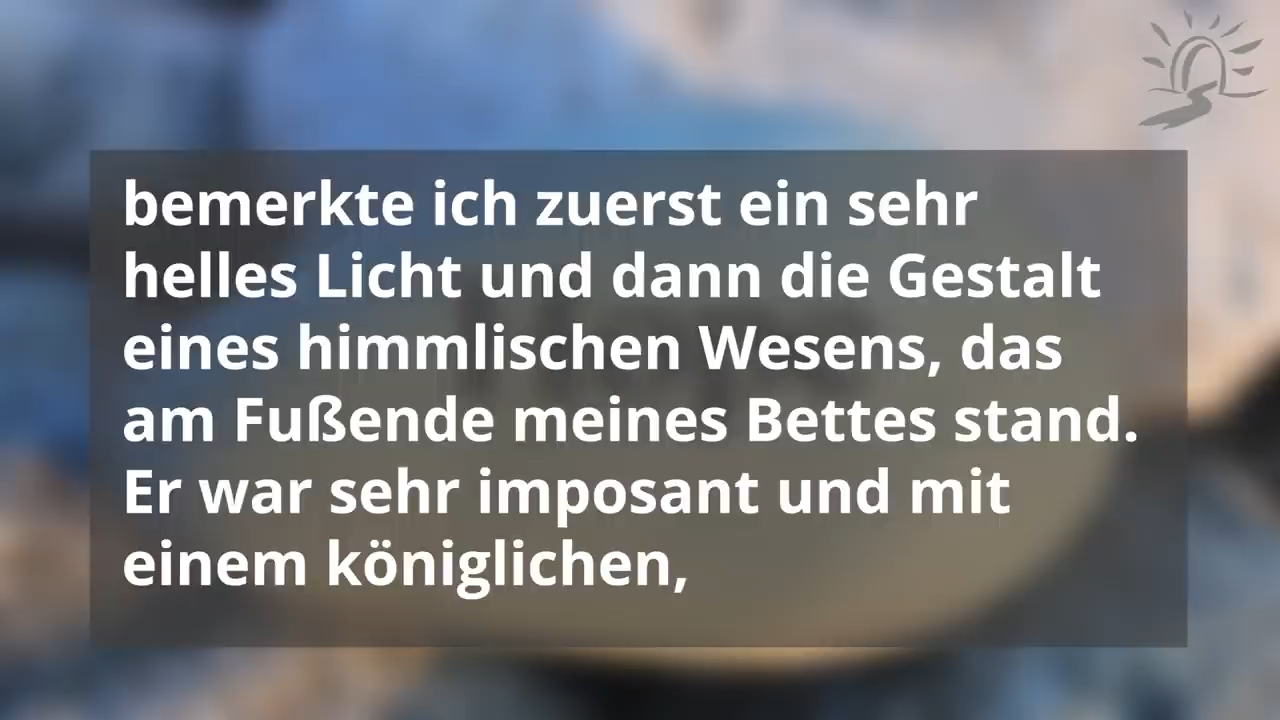 bemerkte ich zuerst ein sehr
helles Licht und dann die Gestalt
eines himmlischen Wesens, das
am Fußende meines Bettes stand.
Er war sehr imposant und mit
einem königlichen,